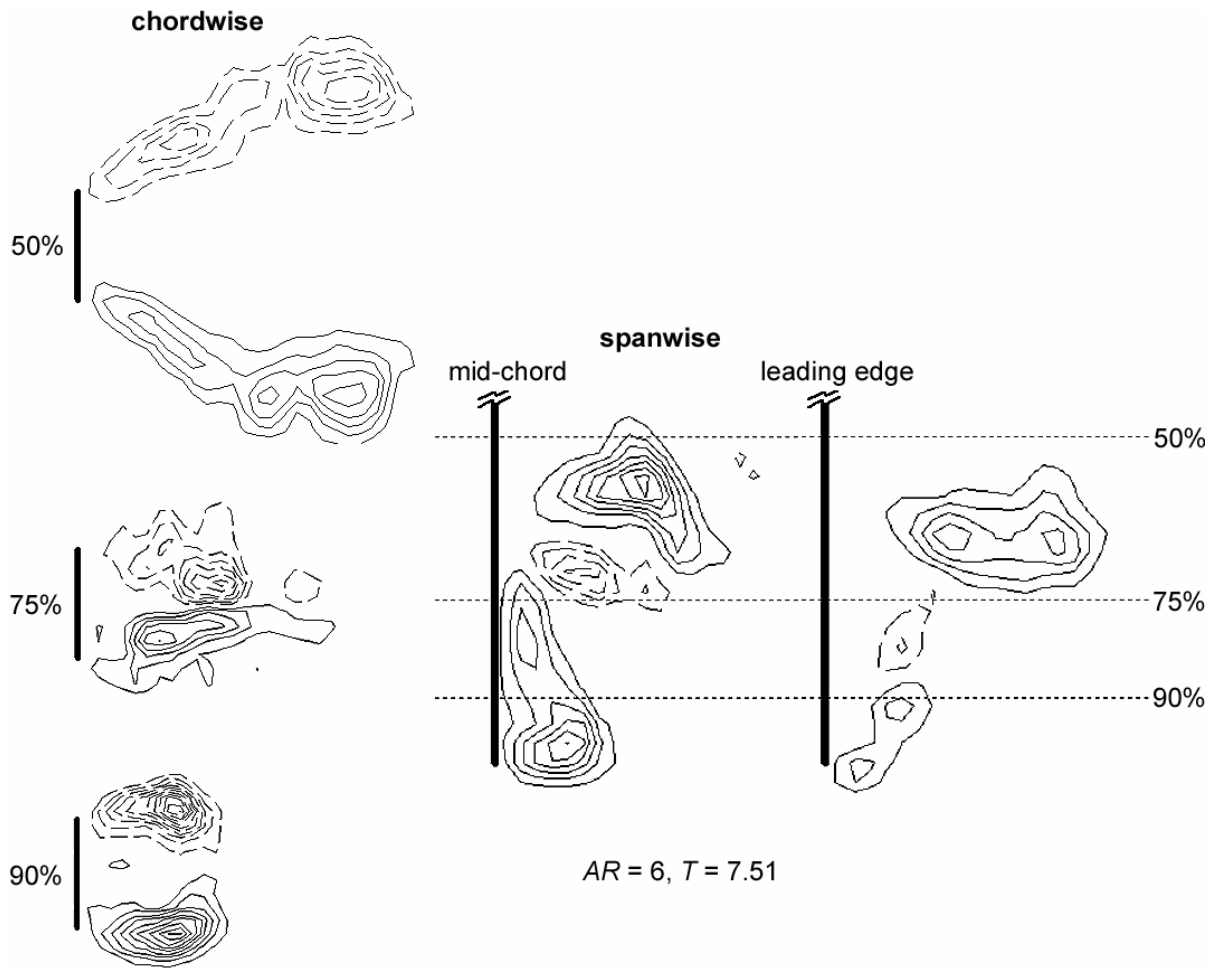 chordwise
50%
spanwise
mid-chord
leading edge
50%
75%
75%
90%
90%
AR = 6, T = 7.51